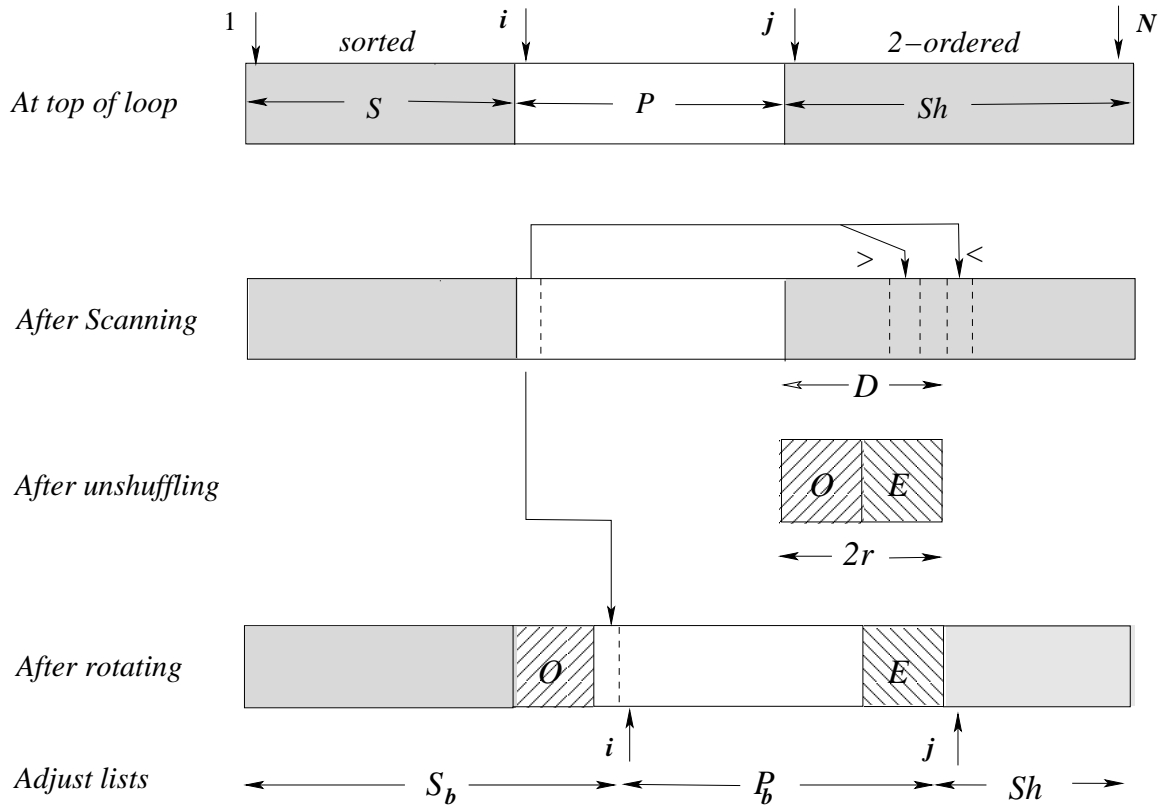 1 i j N
sorted 2-ordered
At top of loop S P Sh
> <
After Scanning
D
After unshuffling O E
2r
After rotating O E
i j
Adjust lists S_b P_b Sh